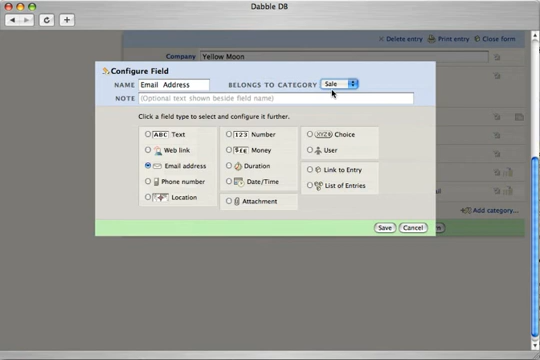 Dabble DB
Delete entry Print entry Close form
Company Yellow Moon
Configure Field
NAME Email Address BELONGS TO CATEGORY Sale
NOTE (Optional text shown beside field name)
Click a field type to select and configure it further.
ABC Text 123 Number XYZ Choice
Web link Money User
Email address Duration Link to Entry
Phone number Date/Time List of Entries
Location Attachment
Add category...
Save Cancel